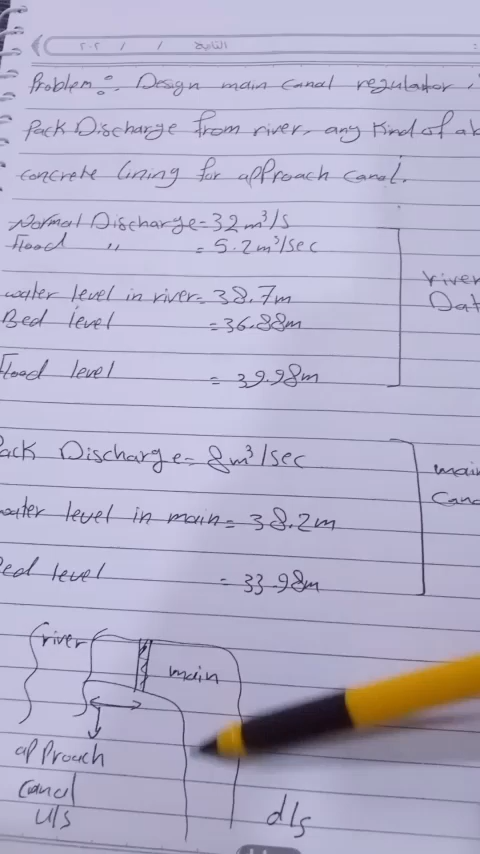 ٢٠٢ / / التاريخ
Problem:- Design main canal regulator,
Pack Discharge from river, any kind of
concrete lining for approach canal.
Normal Discharge = 32 m³/s
Flood " = 5.2 m³/sec
water level in river = 38.7m
Bed level = 36.88m
river
Dat
Flood level = 39.98m
Pack Discharge = 8 m³/sec
main
Cana
water level in main = 38.2m
Bed level = 33.98m
river
main
approach
canal
u/s
d/s